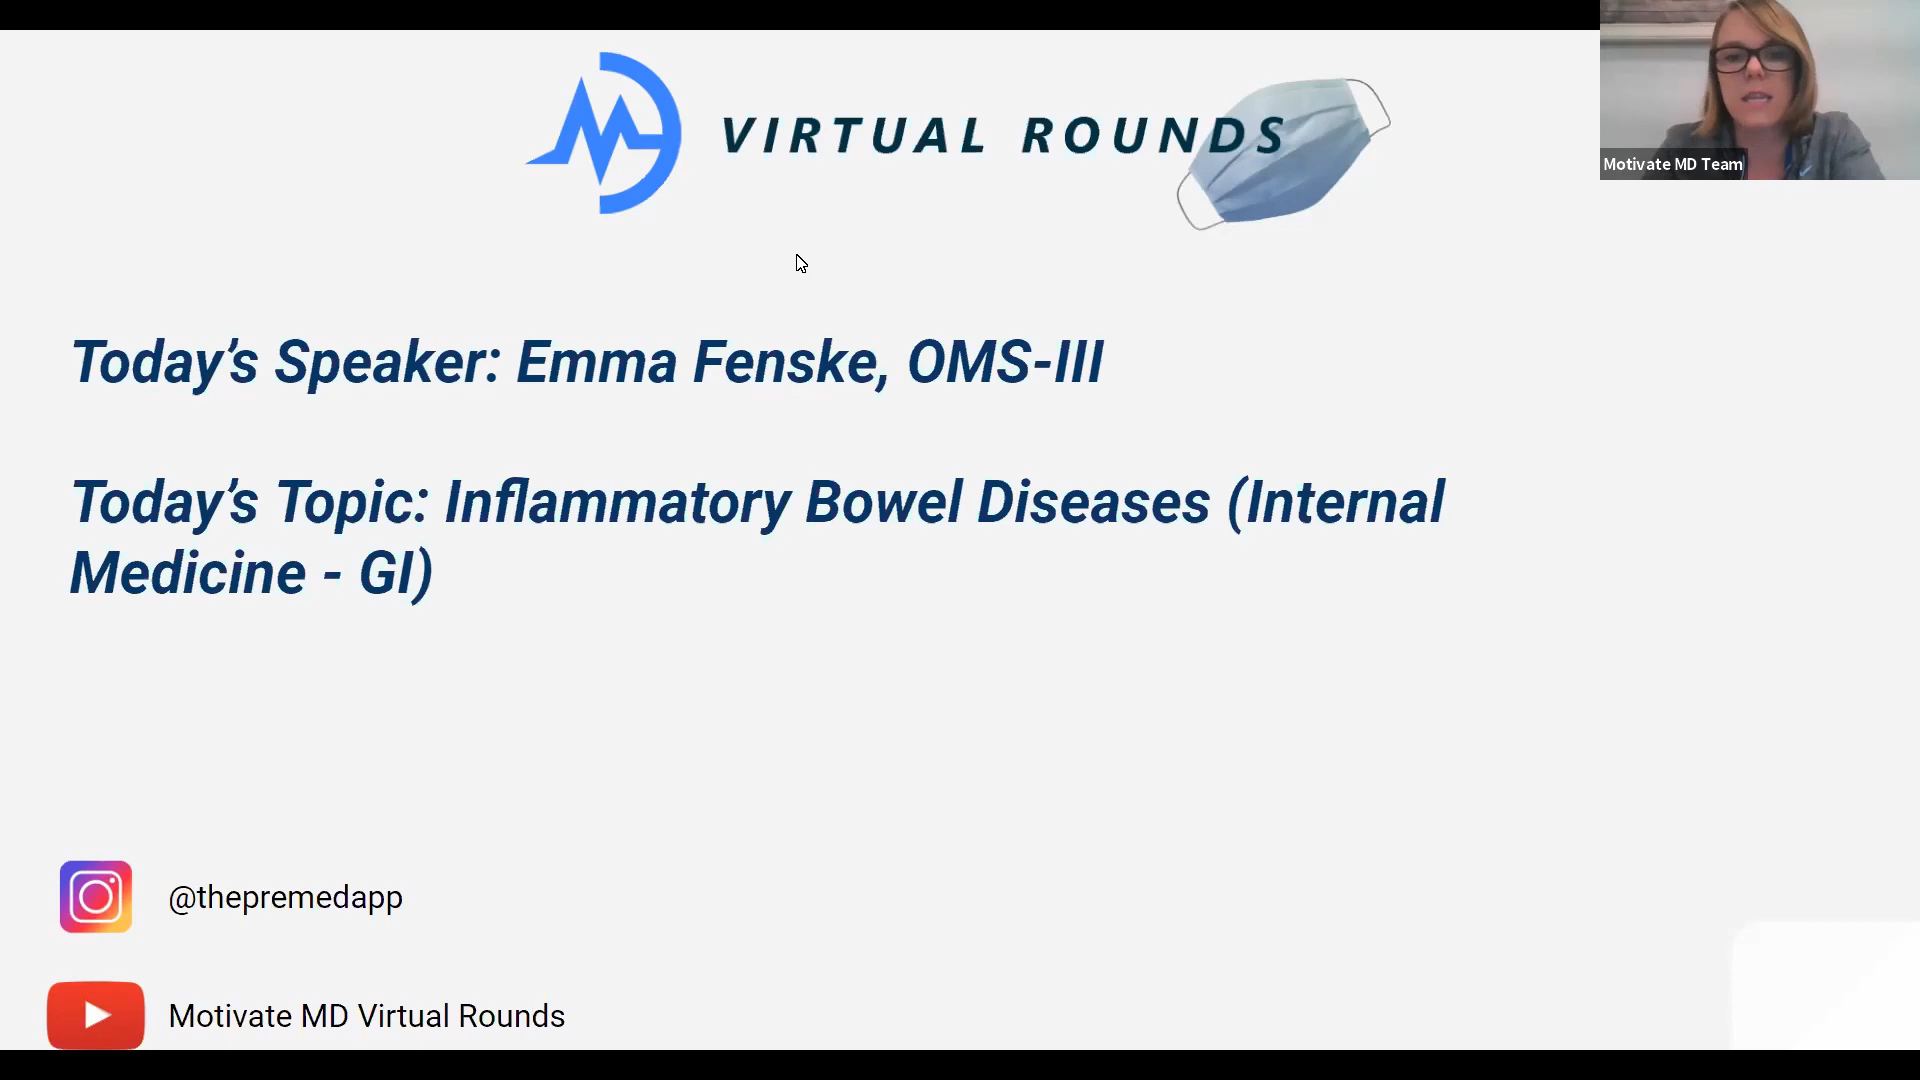 VIRTUAL ROUNDS
Motivate MD Team
Today’s Speaker: Emma Fenske, OMS-III
Today’s Topic: Inflammatory Bowel Diseases (Internal
Medicine - GI)
@thepremedapp
Motivate MD Virtual Rounds